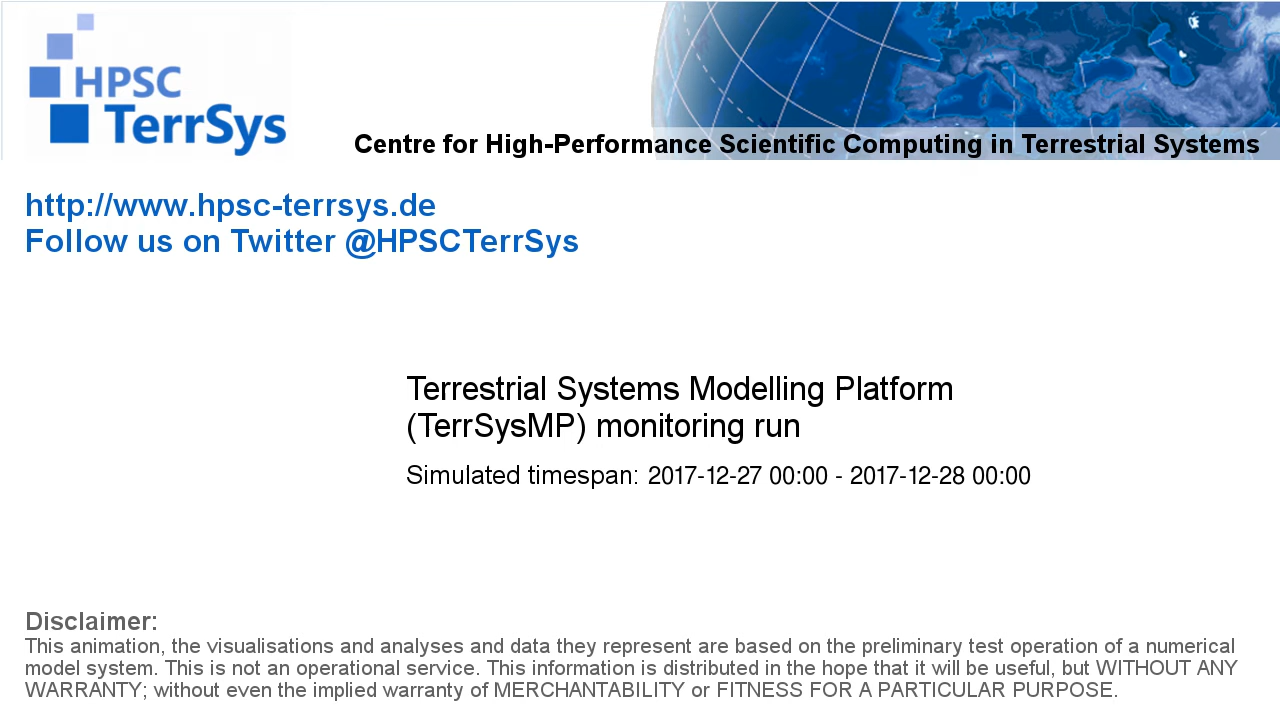 HPSC
TerrSys
Centre for High-Performance Scientific Computing in Terrestrial Systems
http://www.hpsc-terrsys.de
Follow us on Twitter @HPSCTerrSys
Terrestrial Systems Modelling Platform
(TerrSysMP) monitoring run
Simulated timespan: 2017-12-27 00:00 - 2017-12-28 00:00
Disclaimer:
This animation, the visualisations and analyses and data they represent are based on the preliminary test operation of a numerical
model system. This is not an operational service. This information is distributed in the hope that it will be useful, but WITHOUT ANY
WARRANTY; without even the implied warranty of MERCHANTABILITY or FITNESS FOR A PARTICULAR PURPOSE.